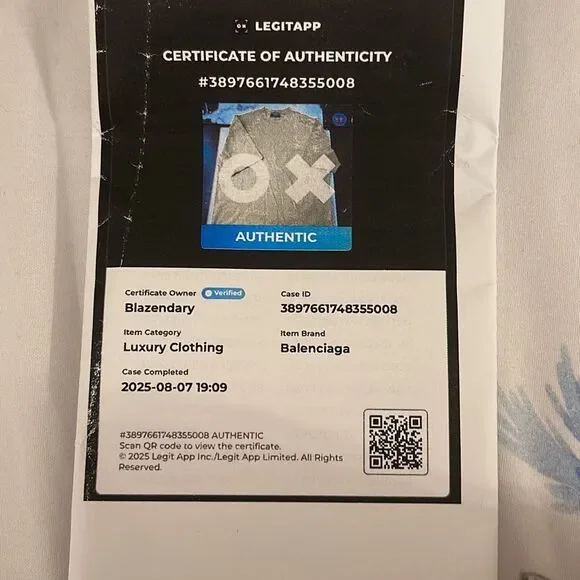 LEGITAPP
CERTIFICATE OF AUTHENTICITY
#3897661748355008
AUTHENTIC
Certificate Owner Verified
Blazendary
Case ID
3897661748355008
Item Category
Luxury Clothing
Item Brand
Balenciaga
Case Completed
2025-08-07 19:09
#3897661748355008 AUTHENTIC
Scan QR code to view the certificate.
© 2025 Legit App Inc./Legit App Limited. All Rights
Reserved.